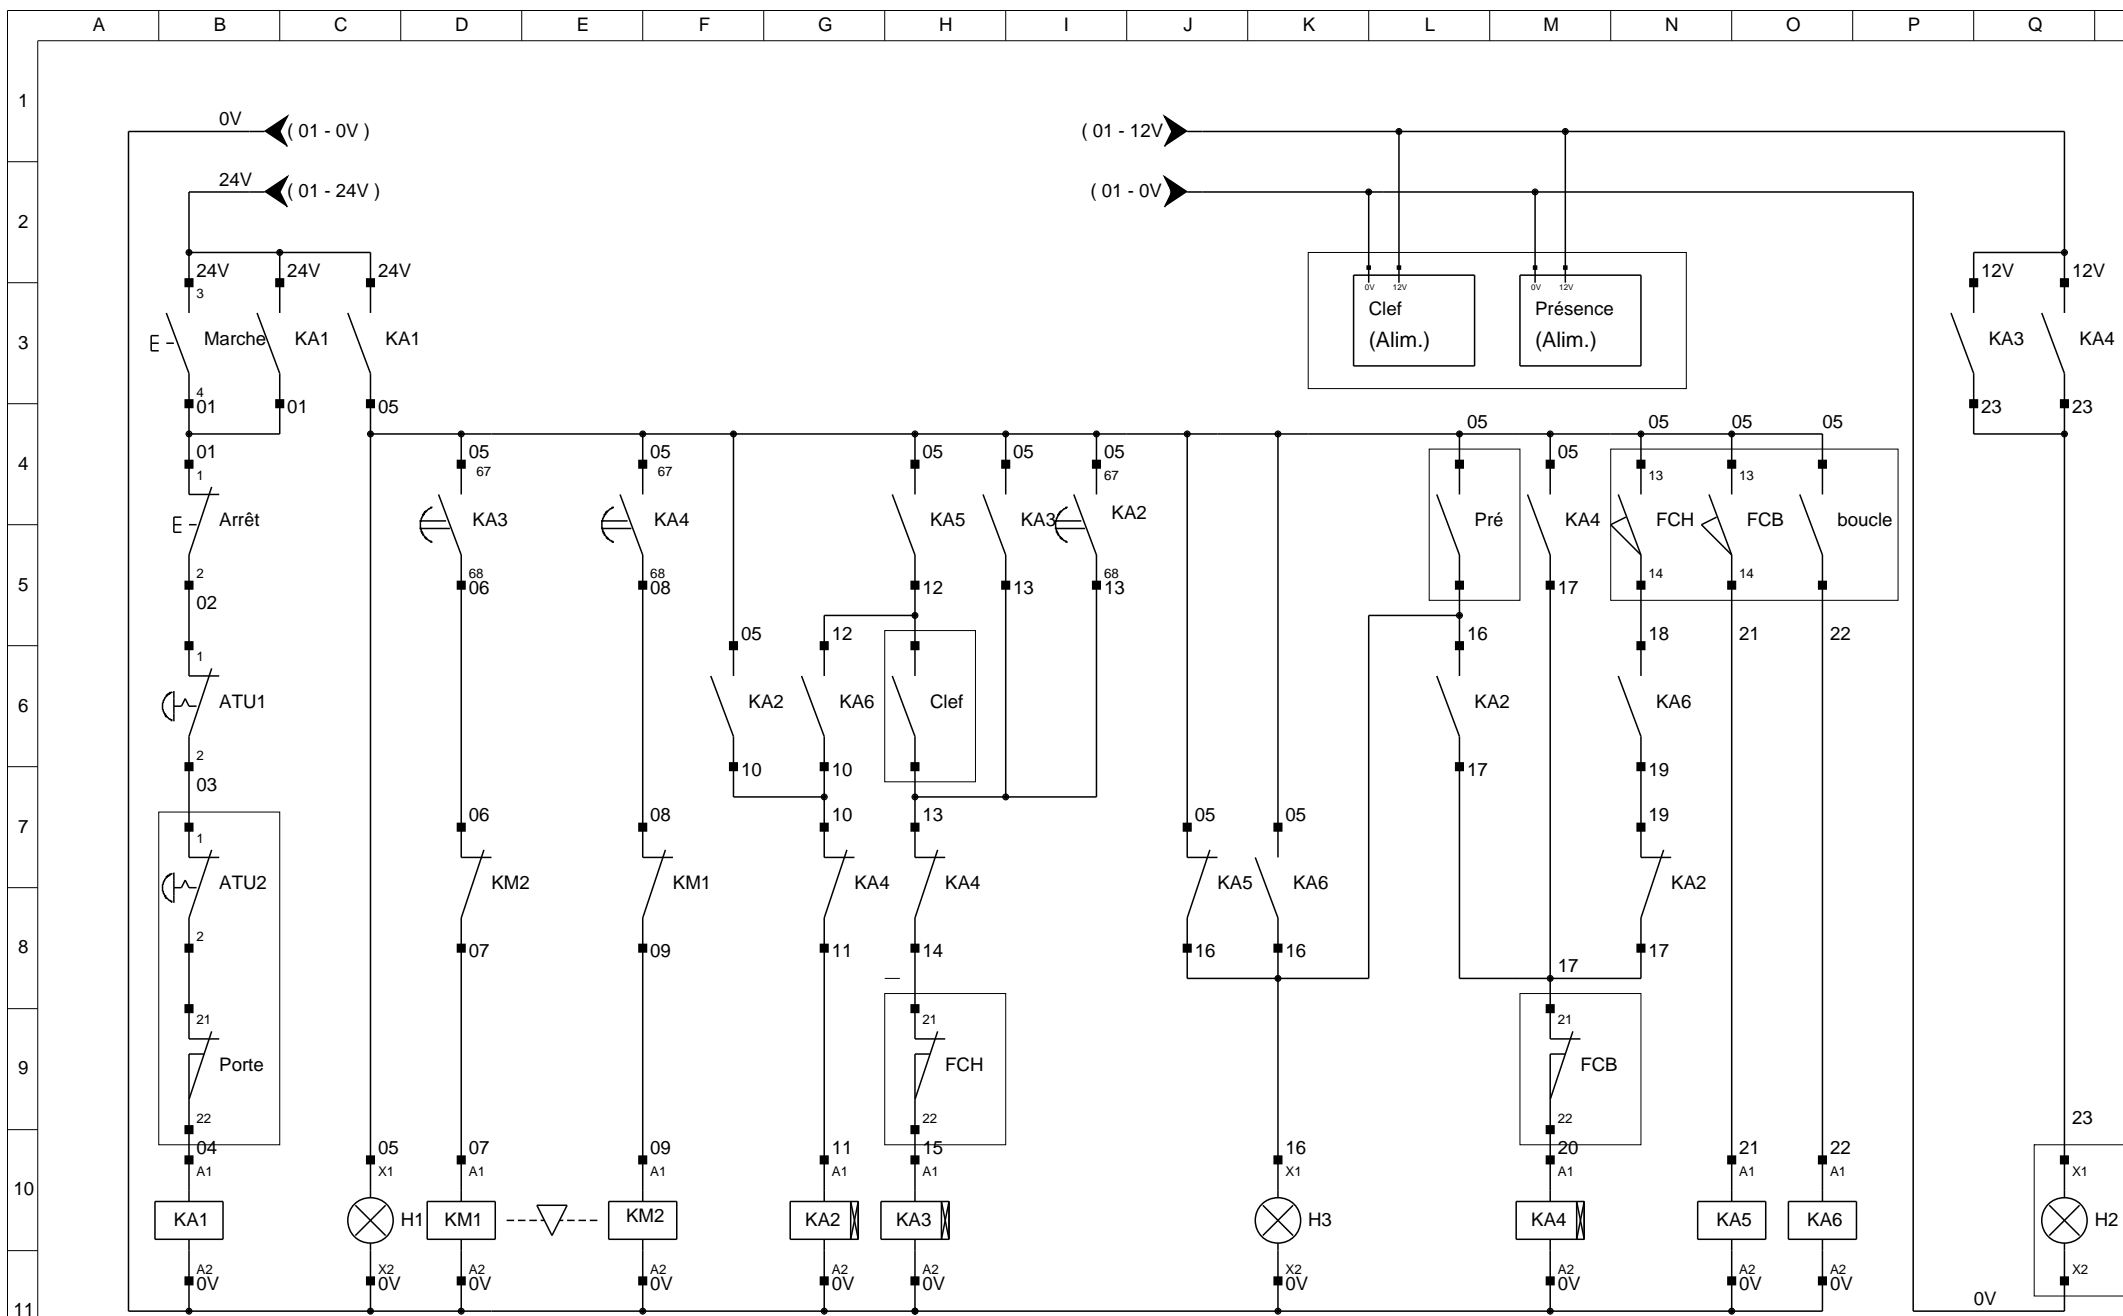 A B C D E F G H I J K L M N O P Q
1
0V ( 01 - 0V ) ( 01 - 12V
24V ( 01 - 24V ) ( 01 - 0V
2
24V 24V 24V 12V 12V
3 0V 12V 0V 12V
Clef Présence
3 Marche KA1 KA1 (Alim.) (Alim.) KA3 KA4
4
01 01 05 23 23
05 05 05 05
4 01 05 05 05 05 05 05
1 67 67 67 13 13
Arrêt KA3 KA4 KA5 KA3 KA2 Pré KA4 FCH FCB boucle
2 68 68 68 14 14
5 06 08 12 13 13 17
02
05 12 16 18 21 22
1
6 ATU1 KA2 KA6 Clef KA2 KA6
2
10 10 17 19
03
06 08 10 13 05 05 19
7
1
ATU2 KM2 KM1 KA4 KA4 KA5 KA6 KA2
2
8 07 09 11 14 16 16 17
17
21 21 21
9 Porte FCH FCB
22 22 22
23
04 05 07 09 11 15 16 20 21 22
A1 X1 A1 A1 A1 A1 X1 A1 A1 A1 X1
10
KA1 H1 KM1 KM2 KA2 KA3 H3 KA4 KA5 KA6 H2
A2 X2 A2 A2 A2 A2 X2 A2 A2 A2 X2
0V 0V 0V 0V 0V 0V 0V 0V 0V 0V
11 0V